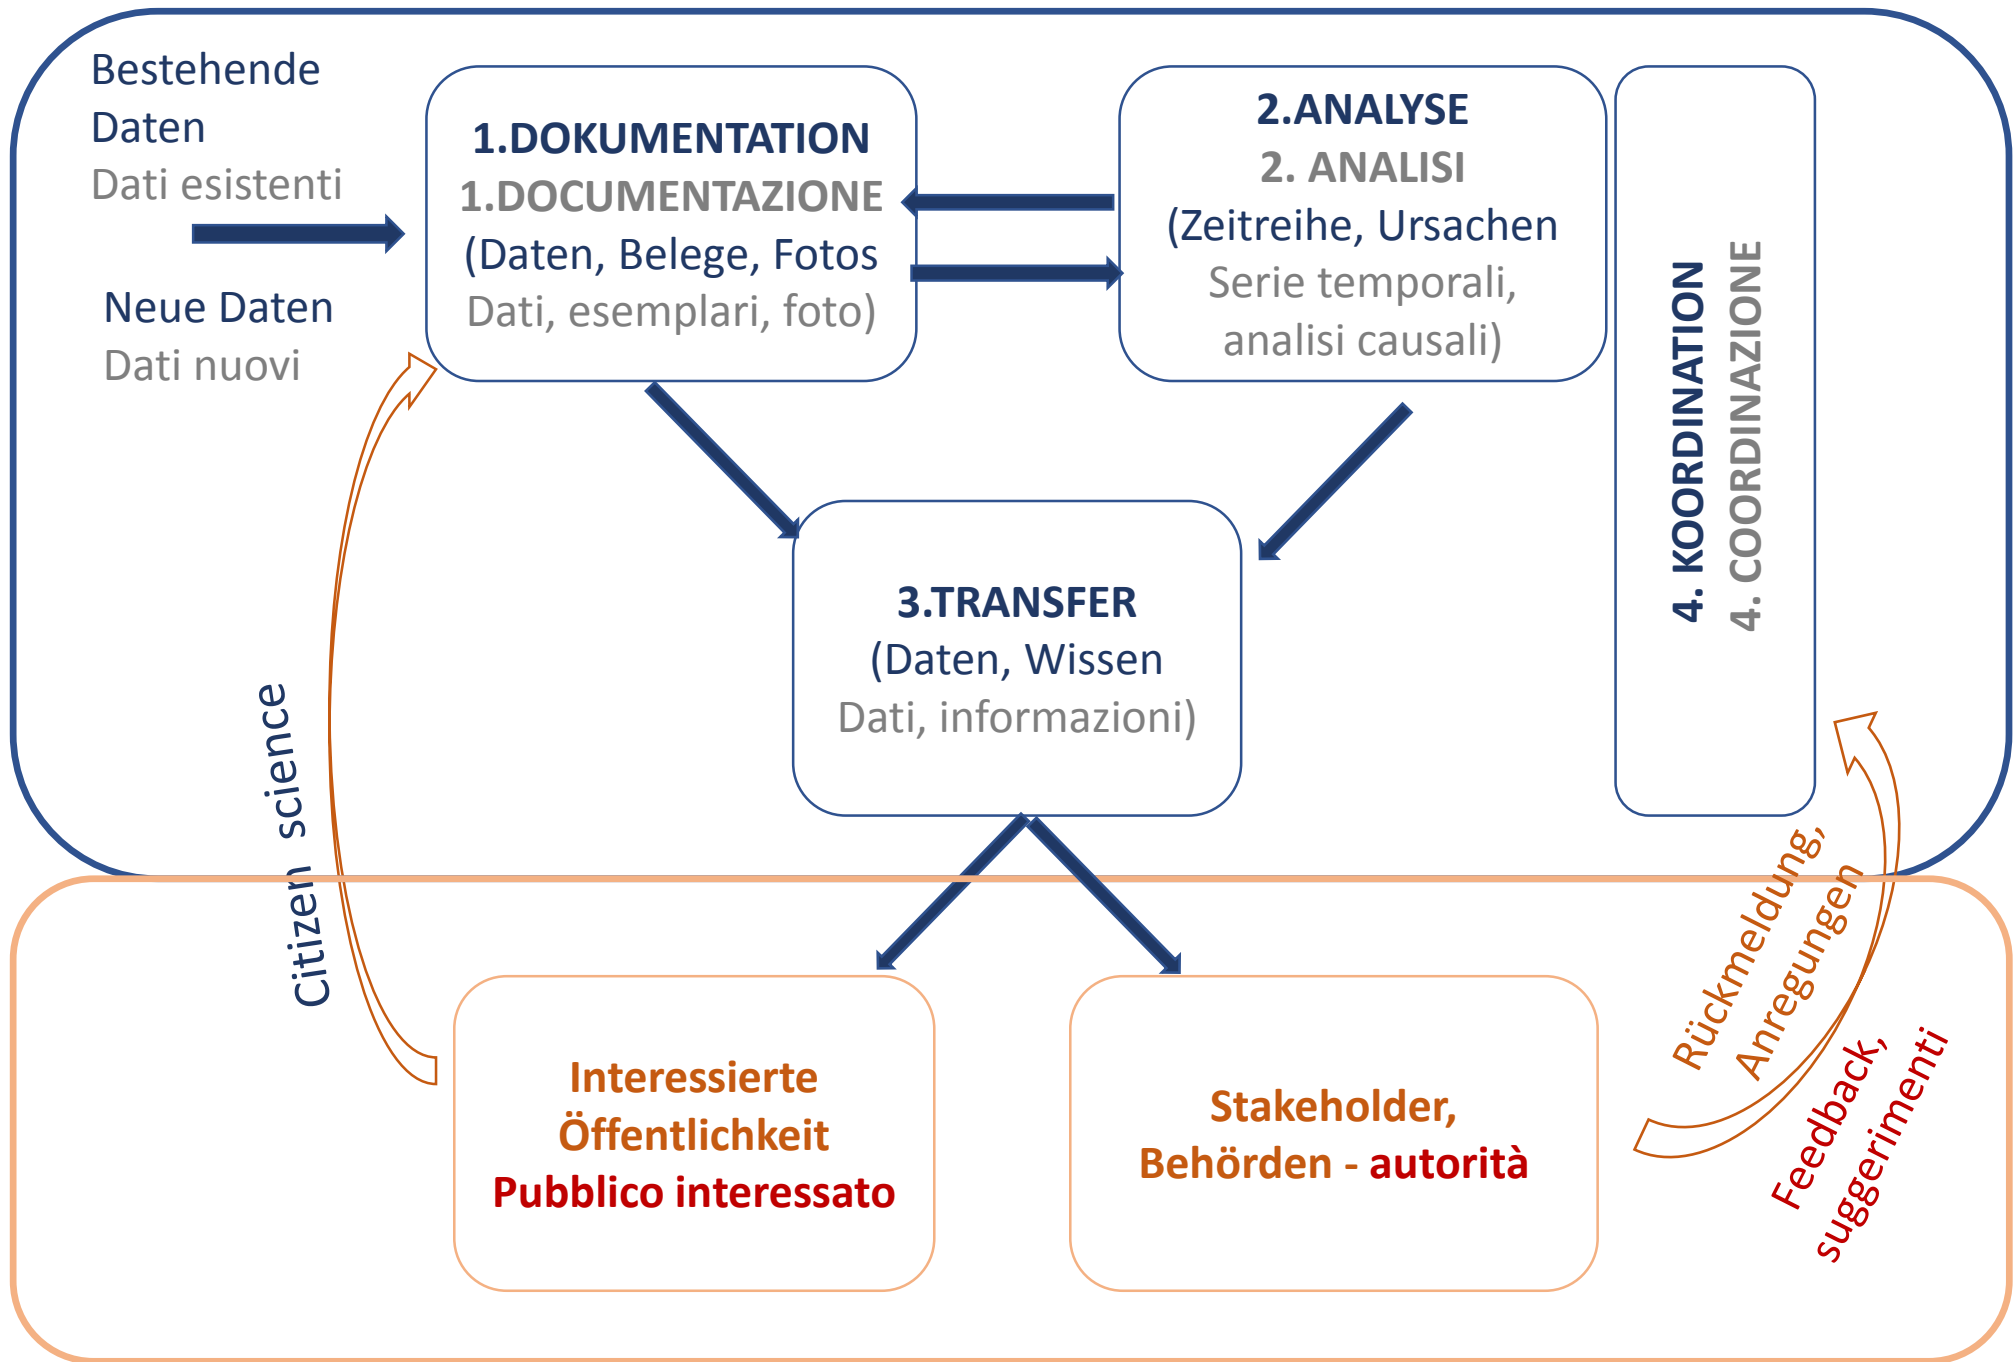 Bestehende
Daten
Dati esistenti
Neue Daten
Dati nuovi
1.DOKUMENTATION
1.DOCUMENTAZIONE
(Daten, Belege, Fotos
Dati, esemplari, foto)
2.ANALYSE
2. ANALISI
(Zeitreihe, Ursachen
Serie temporali,
analisi causali)
4. KOORDINATION
4. COORDINAZIONE
3.TRANSFER
(Daten, Wissen
Dati, informazioni)
Citizen science
Rückmeldung,
Anregungen
Feedback,
suggerimenti
Interessierte
Öffentlichkeit
Pubblico interessato
Stakeholder,
Behörden - autorità